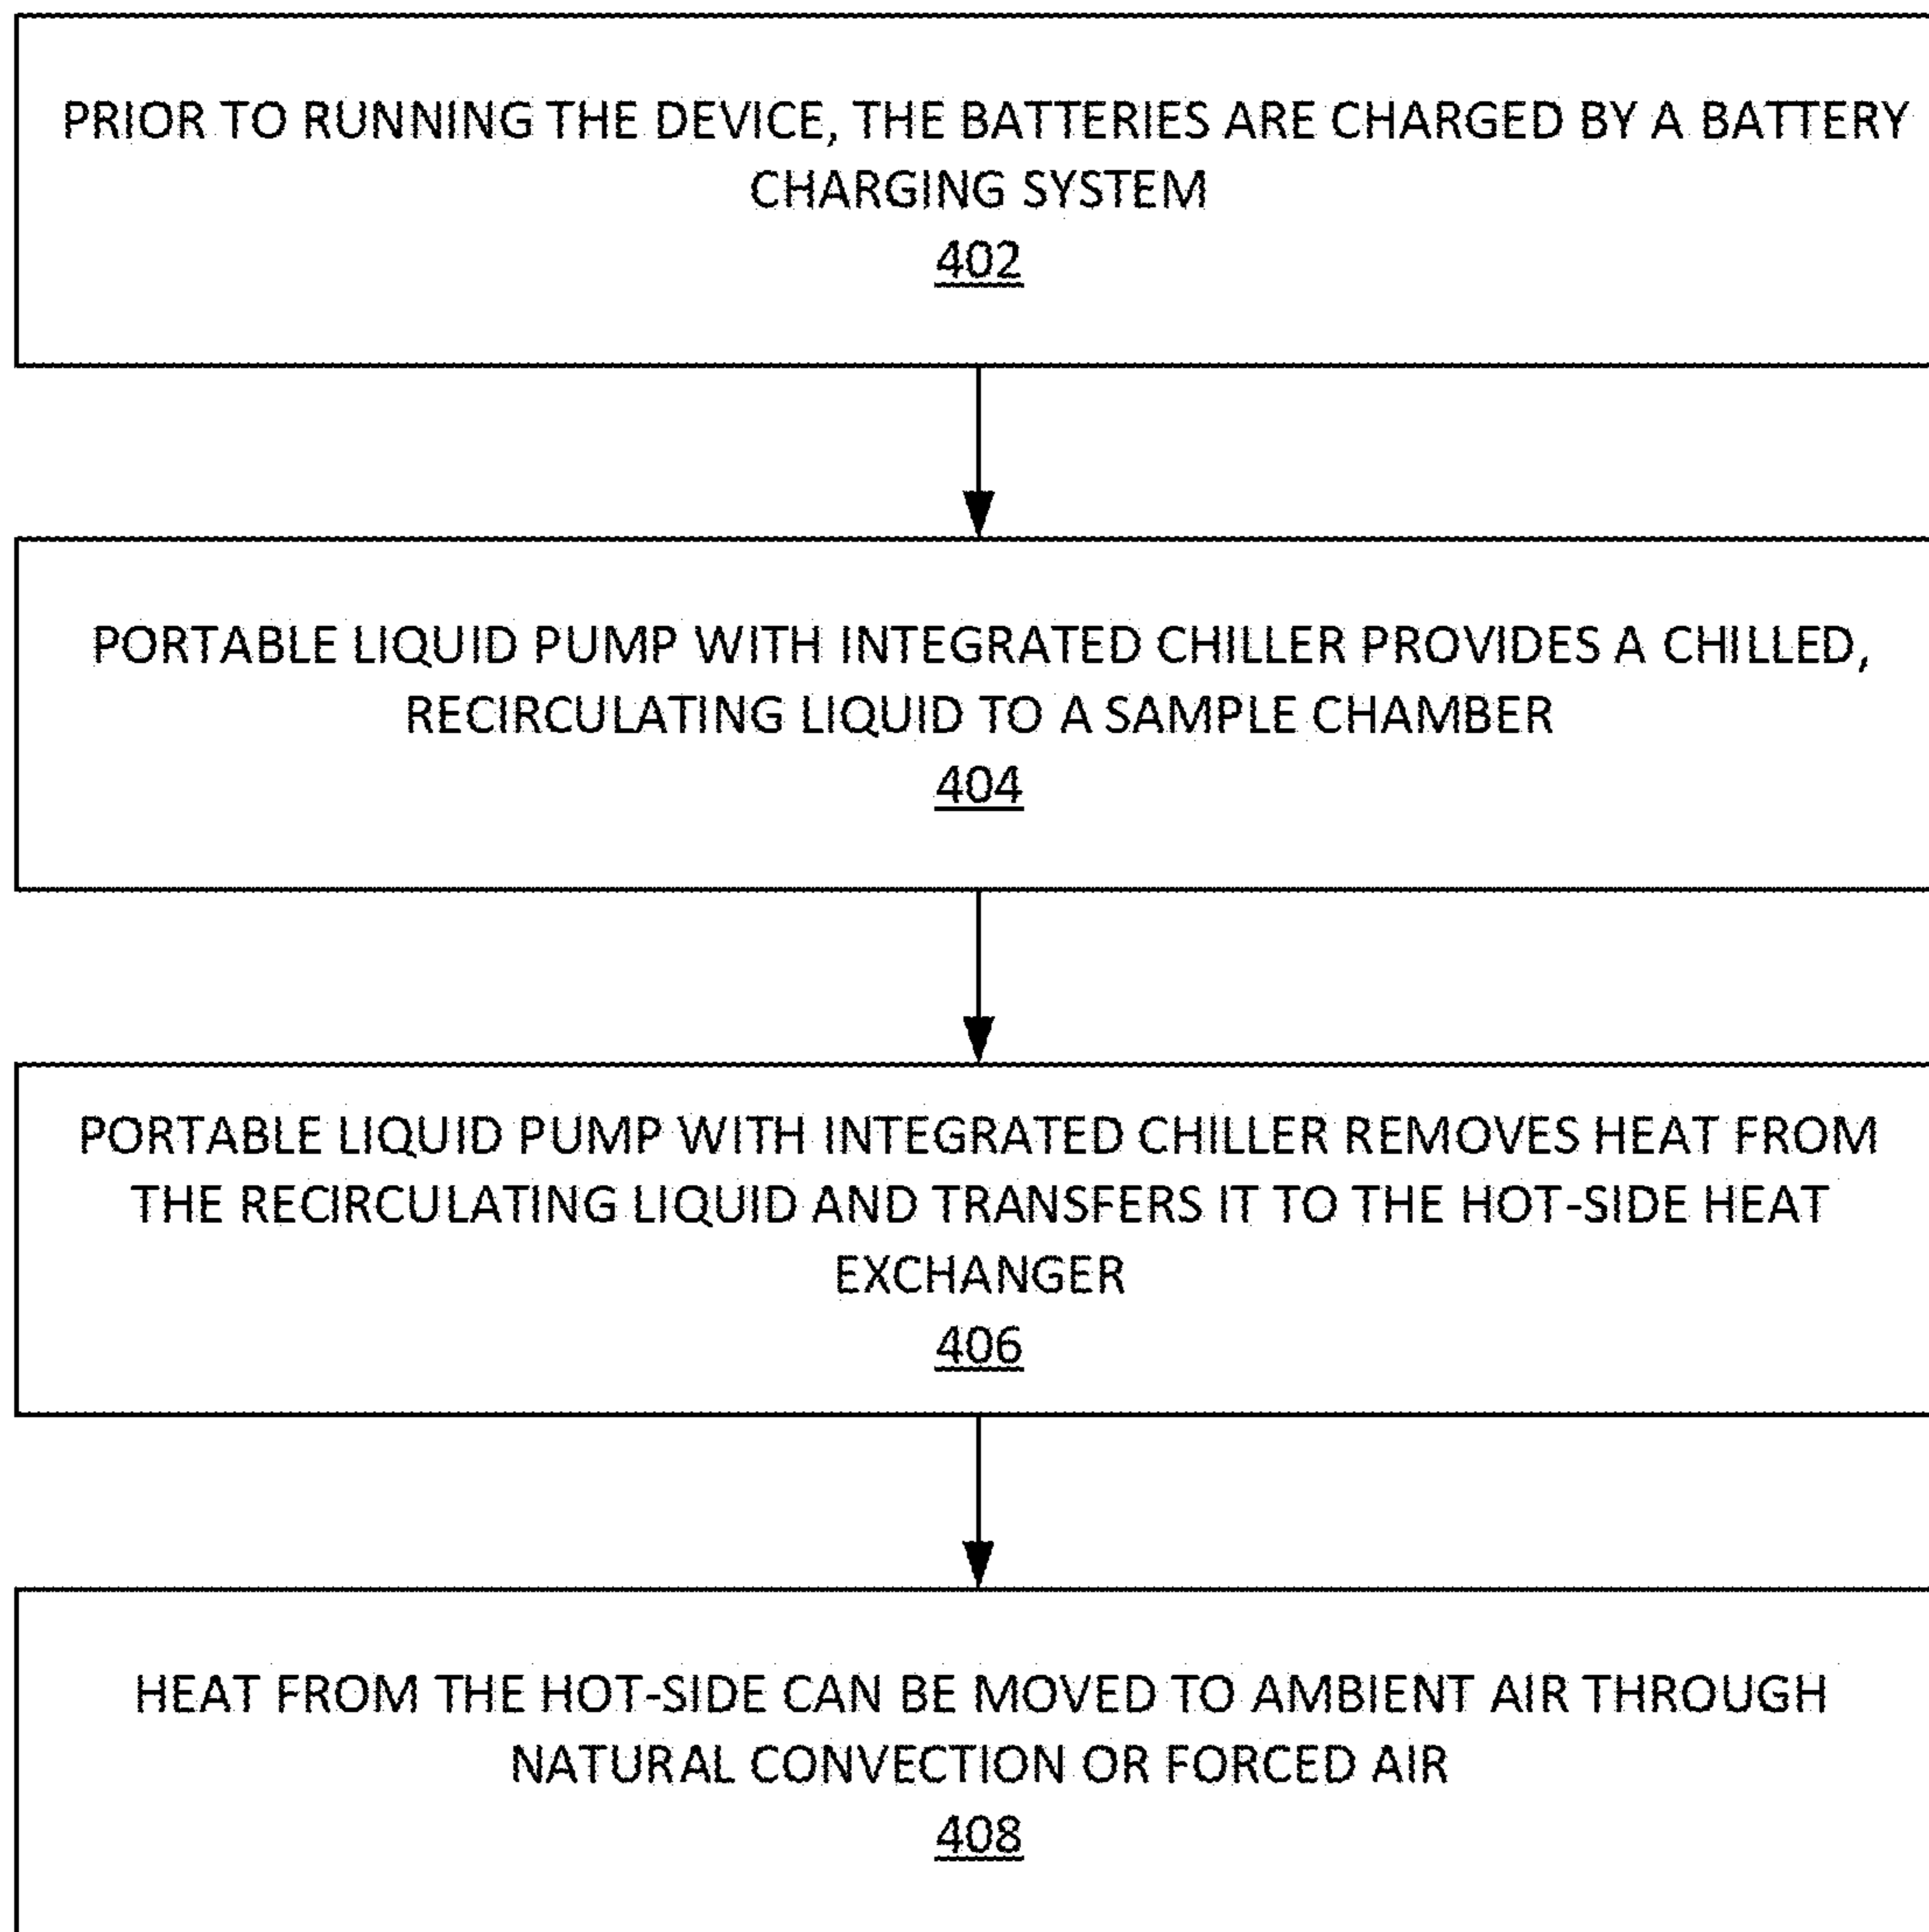 PRIOR TO RUNNING THE DEVICE, THE BATTERIES ARE CHARGED BY A BATTERY
CHARGING SYSTEM
402
PORTABLE LIQUID PUMP WITH INTEGRATED CHILLER PROVIDES A CHILLED,
RECIRCULATING LIQUID TO A SAMPLE CHAMBER
404
PORTABLE LIQUID PUMP WITH INTEGRATED CHILLER REMOVES HEAT FROM
THE RECIRCULATING LIQUID AND TRANSFERS IT TO THE HOT-SIDE HEAT
EXCHANGER
406
HEAT FROM THE HOT-SIDE CAN BE MOVED TO AMBIENT AIR THROUGH
NATURAL CONVECTION OR FORCED AIR
408